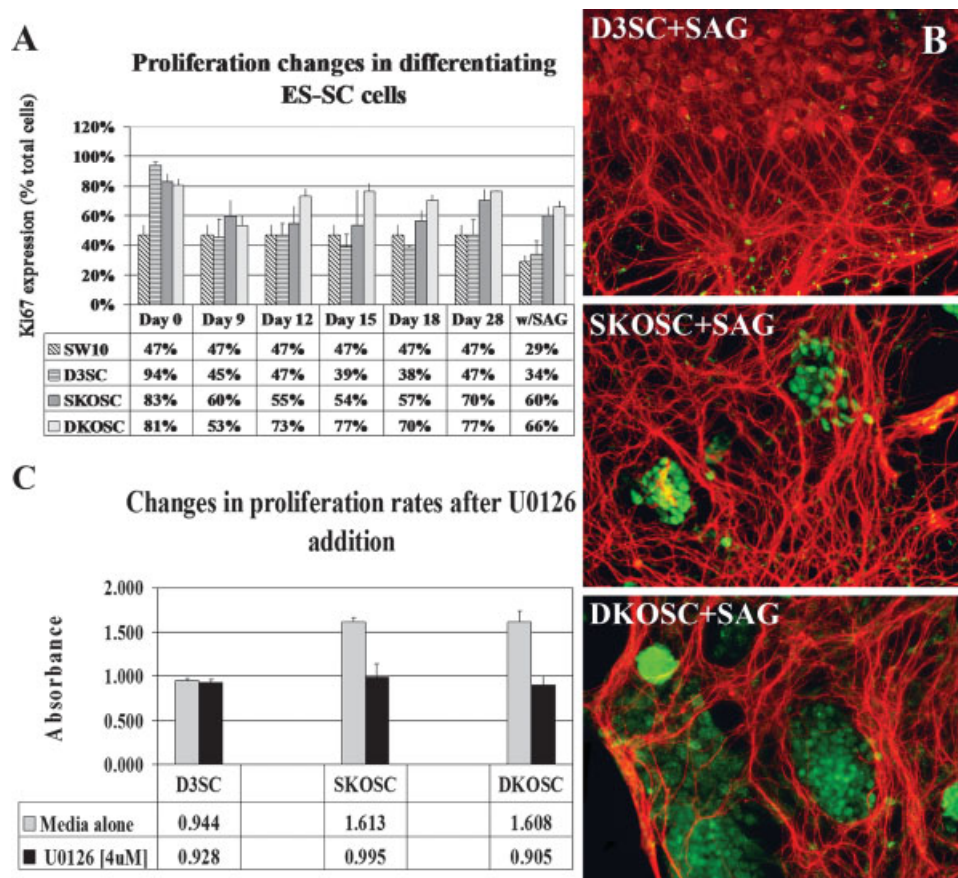 A
Proliferation changes in differentiating
ES-SC cells
Ki67 expression (% total cells)
120%
100%
80%
60%
40%
20%
0%
Day 0 Day 9 Day 12 Day 15 Day 18 Day 28 w/SAG
SW10 47% 47% 47% 47% 47% 47% 29%
D3SC 94% 45% 47% 39% 38% 47% 34%
SKOSC 83% 60% 55% 54% 57% 70% 60%
DKOSC 81% 53% 73% 77% 70% 77% 66%
B
D3SC+SAG
SKOSC+SAG
DKOSC+SAG
C
Changes in proliferation rates after U0126
addition
Absorbance
2.000
1.500
1.000
0.500
0.000
D3SC SKOSC DKOSC
Media alone 0.944 1.613 1.608
U0126 [4uM] 0.928 0.995 0.905